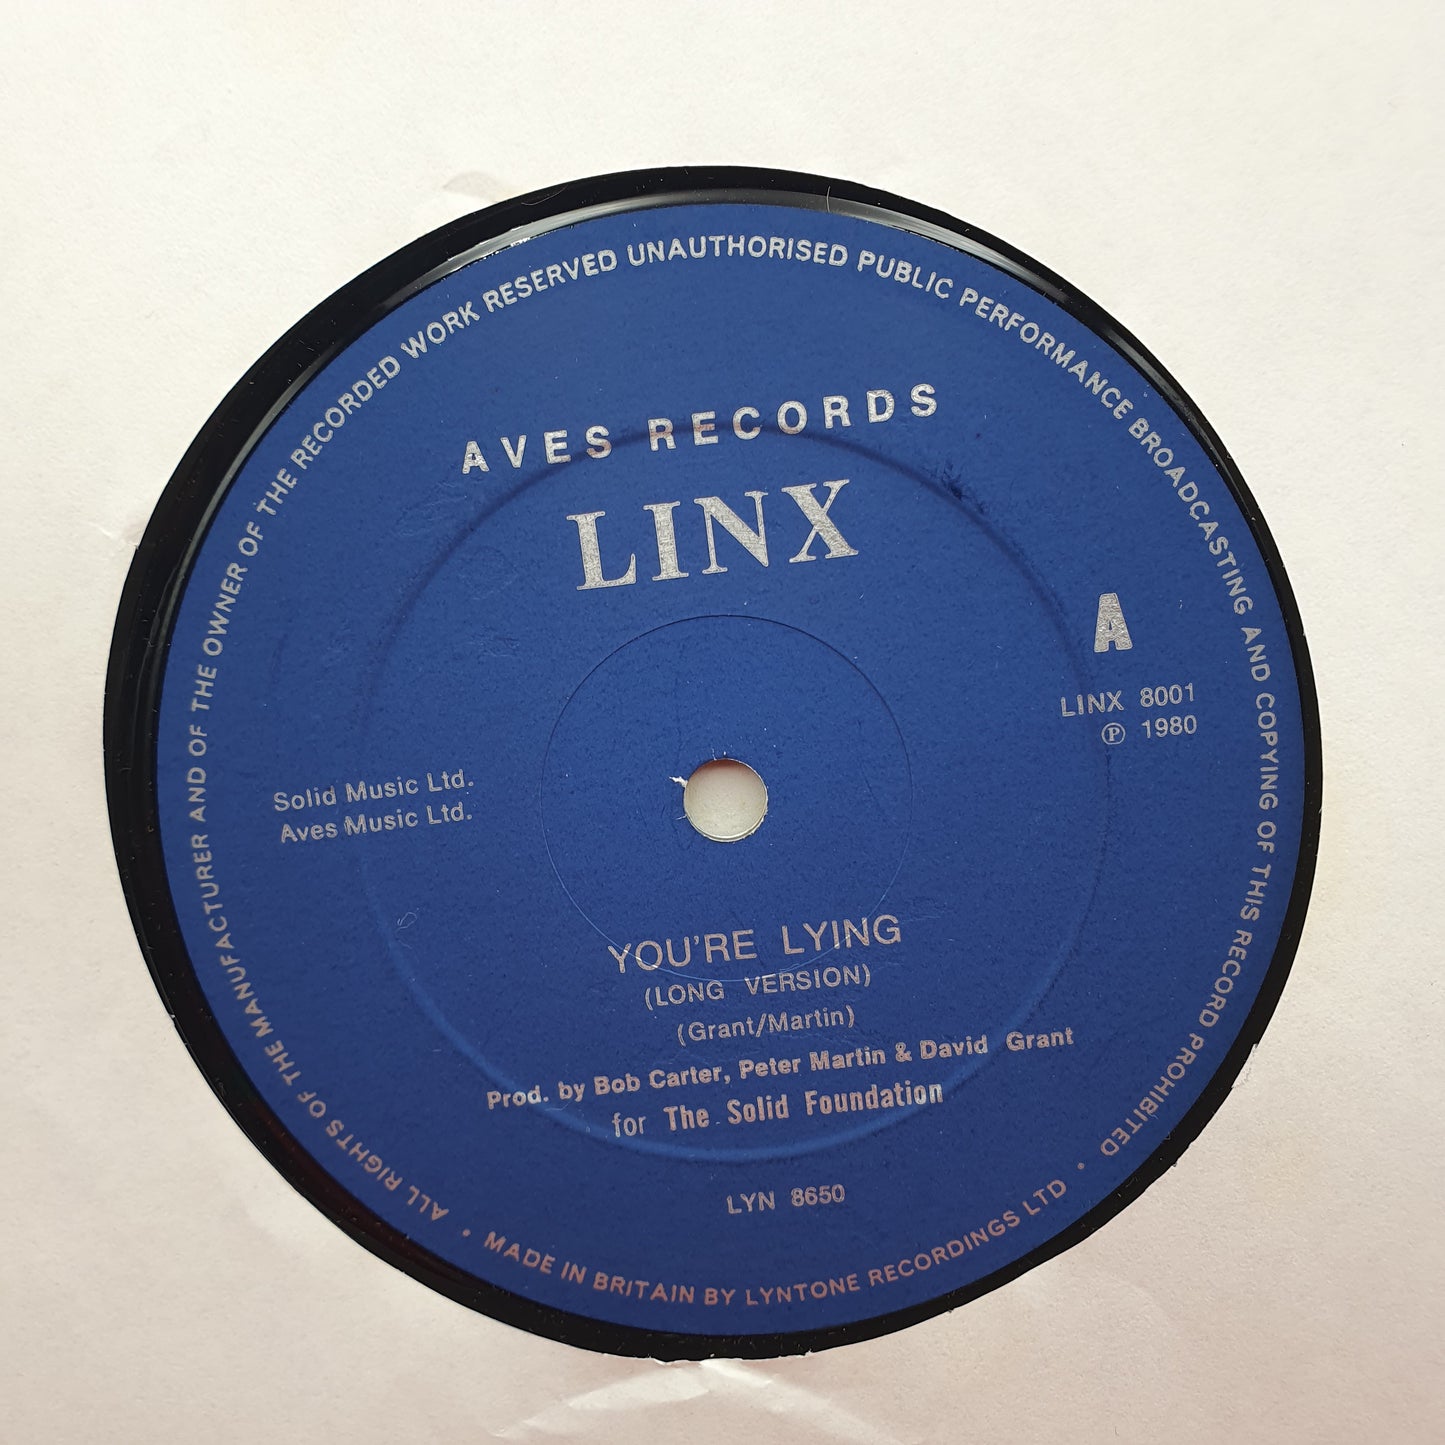 ALL RIGHTS OF THE MANUFACTURER AND OF THE OWNER OF THE RECORDED WORK RESERVED UNAUTHORISED PUBLIC PERFORMANCE BROADCASTING AND COPYING OF THIS RECORD PROHIBITED •
AVES RECORDS
LINX
A
LINX 8001
℗ 1980
Solid Music Ltd.
Aves Music Ltd.
YOU'RE LYING
(LONG VERSION)
(Grant/Martin)
Prod. by Bob Carter, Peter Martin & David Grant
for The Solid Foundation
LYN 8650
• MADE IN BRITAIN BY LYNTONE RECORDINGS LTD